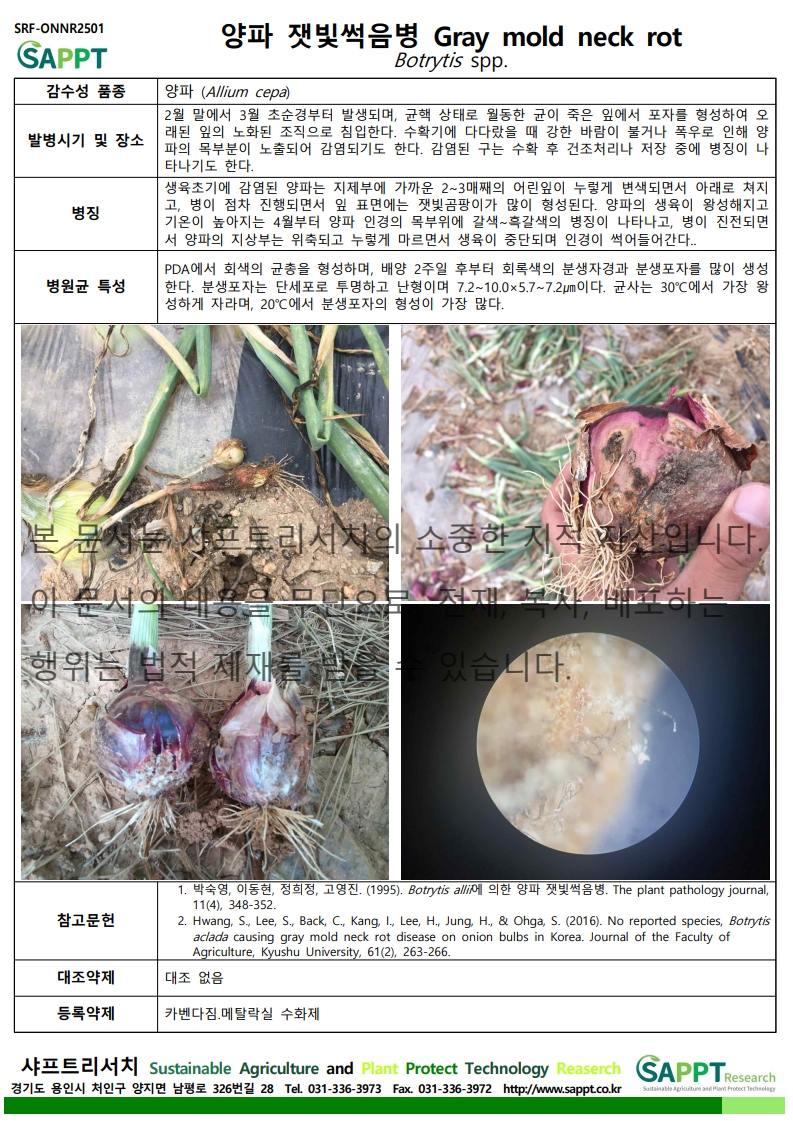 SRF-ONNR2501
SAPPT
양파 잿빛썩음병 Gray mold neck rot
Botrytis spp.
감수성 품종
양파 (Allium cepa)
발병시기 및 장소
2월 말에서 3월 초순경부터 발생되며, 균핵 상태로 월동한 균이 죽은 잎에서 포자를 형성하여 오
래된 잎의 노화된 조직으로 침입한다. 수확기에 다다랐을 때 강한 바람이 불거나 폭우로 인해 양
파의 목부분이 노출되어 감염되기도 한다. 감염된 구는 수확 후 건조처리나 저장 중에 병징이 나
타나기도 한다.
병징
생육초기에 감염된 양파는 지제부에 가까운 2~3매째의 어린잎이 누렇게 변색되면서 아래로 쳐지
고, 병이 점차 진행되면서 잎 표면에는 잿빛곰팡이가 많이 형성된다. 양파의 생육이 왕성해지고
기온이 높아지는 4월부터 양파 인경의 목부위에 갈색~흑갈색의 병징이 나타나고, 병이 진전되면
서 양파의 지상부는 위축되고 누렇게 마르면서 생육이 중단되며 인경이 썩어들어간다..
병원균 특성
PDA에서 회색의 균총을 형성하며, 배양 2주일 후부터 회록색의 분생자경과 분생포자를 많이 생성
한다. 분생포자는 단세포로 투명하고 난형이며 7.2~10.0×5.7~7.2㎛이다. 균사는 30℃에서 가장 왕
성하게 자라며, 20℃에서 분생포자의 형성이 가장 많다.
본 문서는 샤프트리서치의 소중한 지적 자산입니다.
이 문서의 내용을 무단으로 전재, 복사, 배포하는
행위는 법적 제재를 받을 수 있습니다.
참고문헌
1. 박숙영, 이동현, 정희정, 고영진. (1995). Botrytis allii에 의한 양파 잿빛썩음병. The plant pathology journal,
11(4), 348-352.
2. Hwang, S., Lee, S., Back, C., Kang, I., Lee, H., Jung, H., & Ohga, S. (2016). No reported species, Botrytis
aclada causing gray mold neck rot disease on onion bulbs in Korea. Journal of the Faculty of
Agriculture, Kyushu University, 61(2), 263-266.
대조약제
대조 없음
등록약제
카벤다짐.메탈락실 수화제
샤프트리서치 Sustainable Agriculture and Plant Protect Technology Reaserch
경기도 용인시 처인구 양지면 남평로 326번길 28 Tel. 031-336-3973 Fax. 031-336-3972 http://www.sappt.co.kr
SAPPT Research
Sustainable Agriculture and Plant Protect Technology